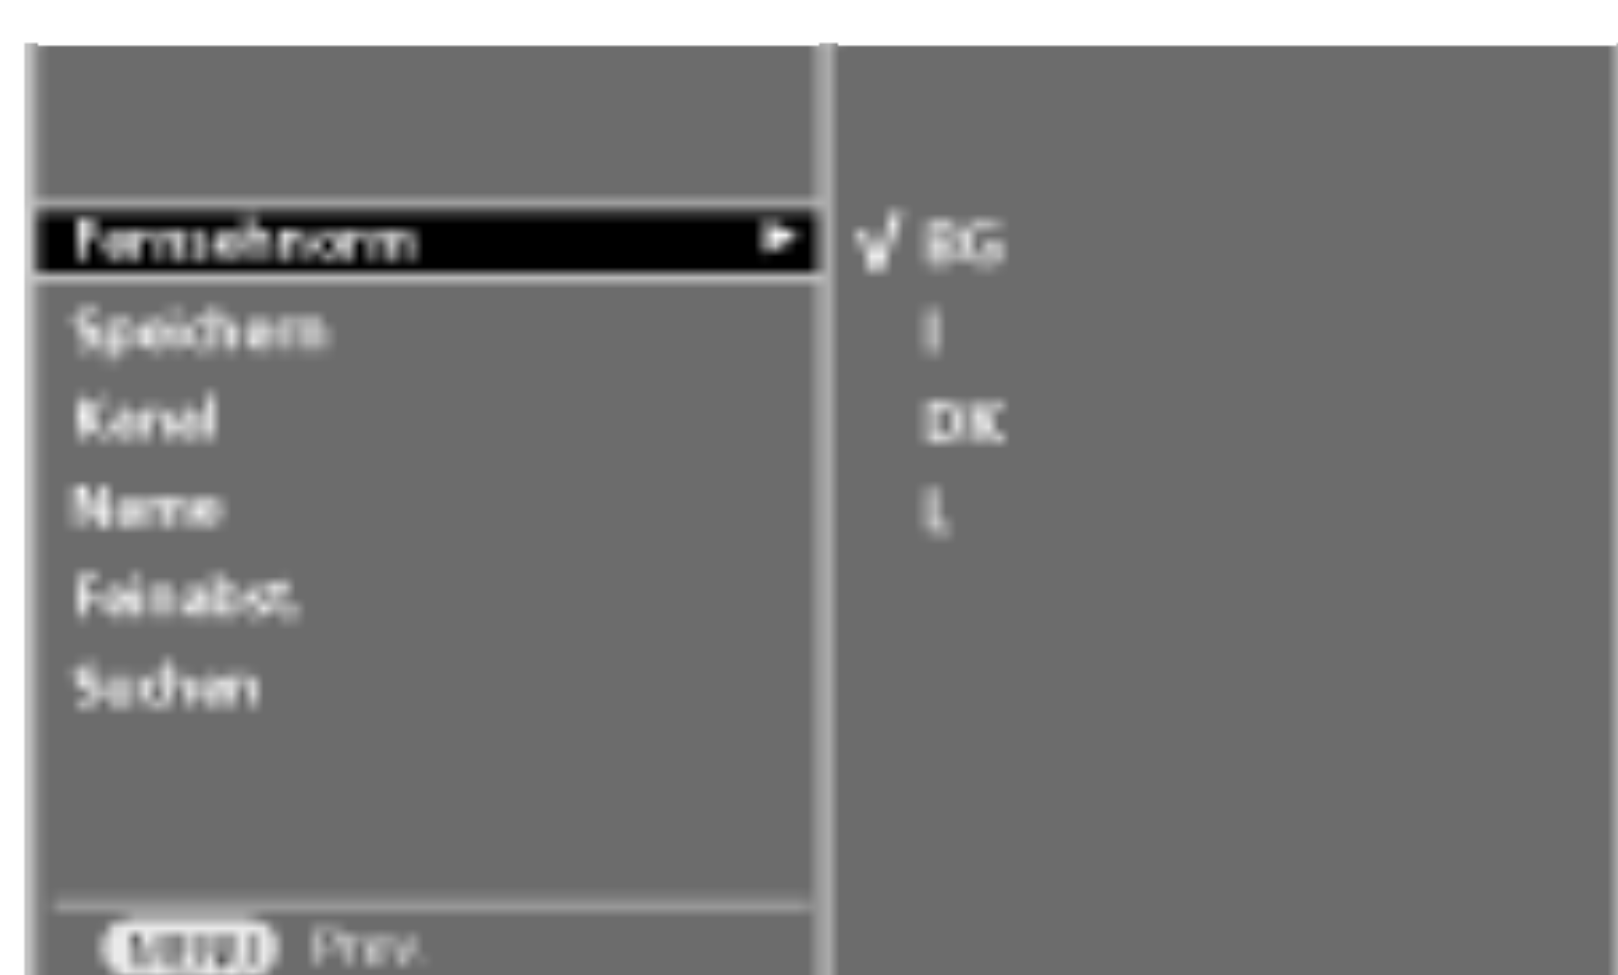 Fernsehnorm
√ BG
Speichern
I
Kanal
DK
Name
L
Feinabst.
Suchen
MENU Prev.